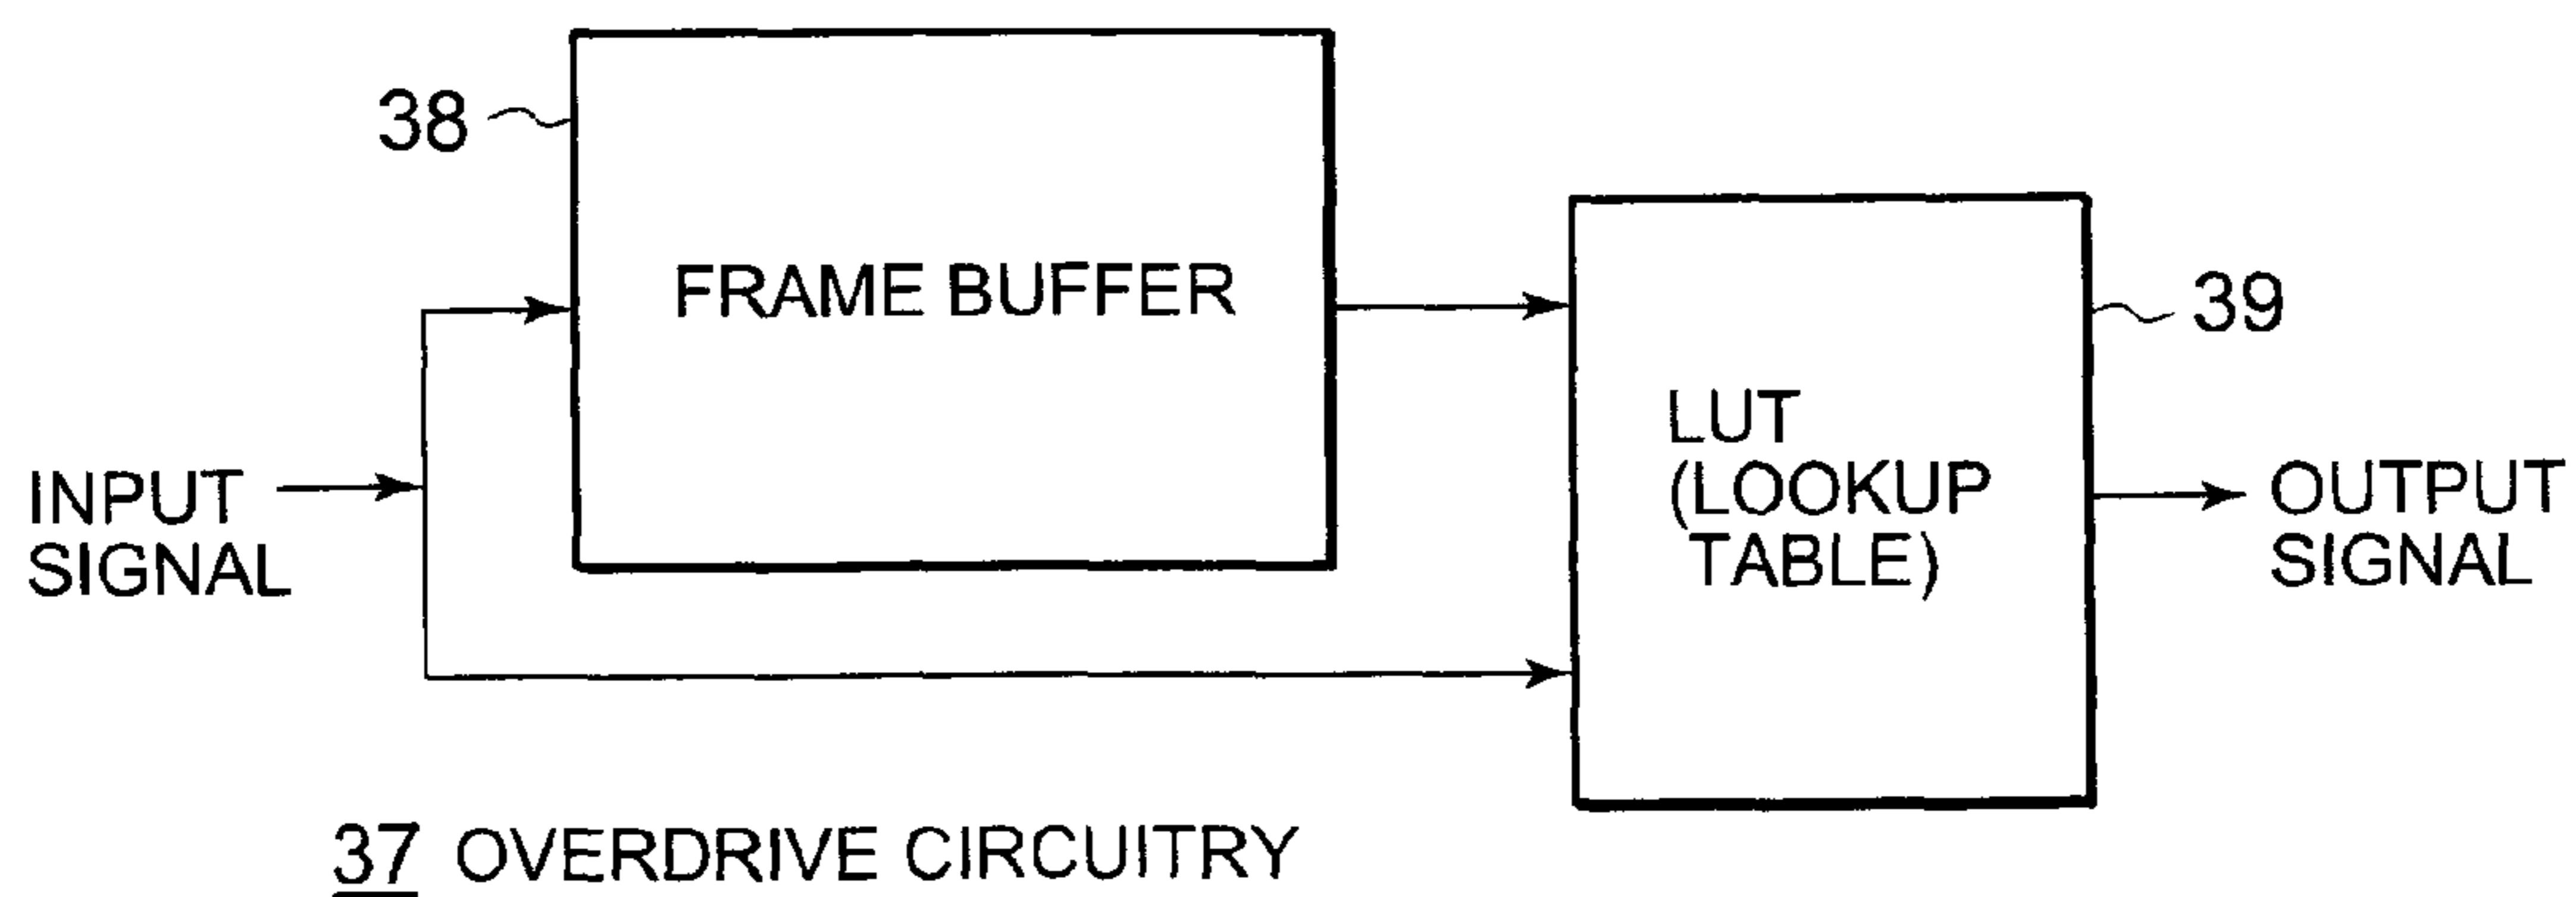 38
FRAME BUFFER
39
LUT
(LOOKUP
TABLE)
INPUT
SIGNAL
OUTPUT
SIGNAL
37 OVERDRIVE CIRCUITRY